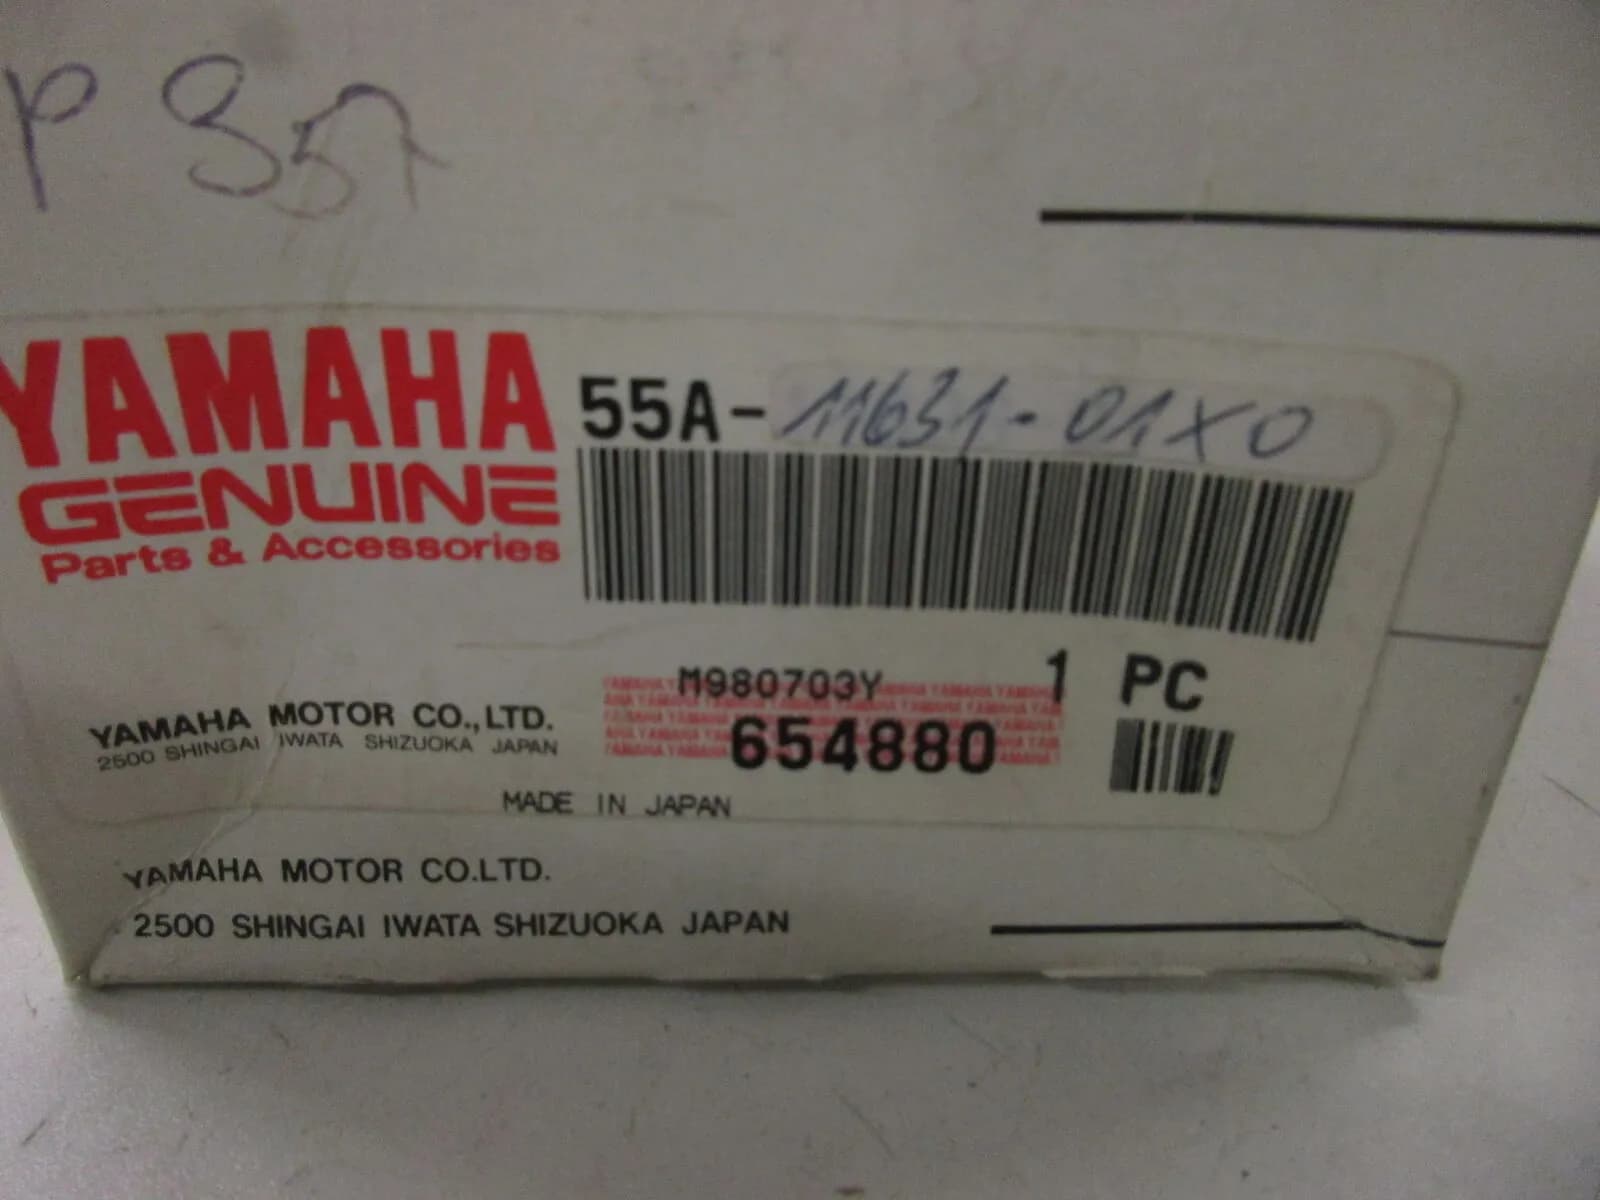 P 857
YAMAHA
GENUINE
Parts & Accessories
55A-11631-01X0
M980703Y
1 PC
654880
YAMAHA MOTOR CO.,LTD.
2500 SHINGAI IWATA SHIZUOKA JAPAN
MADE IN JAPAN
YAMAHA MOTOR CO.LTD.
2500 SHINGAI IWATA SHIZUOKA JAPAN